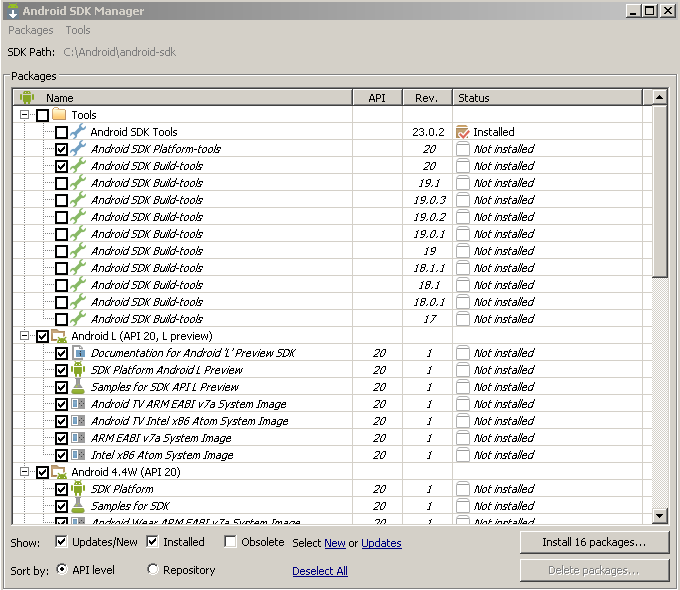 Android SDK Manager
Packages Tools
SDK Path: C:\Android\android-sdk
Packages
Name API Rev. Status
Tools
Android SDK Tools 23.0.2 Installed
Android SDK Platform-tools 20 Not installed
Android SDK Build-tools 20 Not installed
Android SDK Build-tools 19.1 Not installed
Android SDK Build-tools 19.0.3 Not installed
Android SDK Build-tools 19.0.2 Not installed
Android SDK Build-tools 19.0.1 Not installed
Android SDK Build-tools 19 Not installed
Android SDK Build-tools 18.1.1 Not installed
Android SDK Build-tools 18.1 Not installed
Android SDK Build-tools 18.0.1 Not installed
Android SDK Build-tools 17 Not installed
Android L (API 20, L preview)
Documentation for Android 'L' Preview SDK 20 1 Not installed
SDK Platform Android L Preview 20 1 Not installed
Samples for SDK API L Preview 20 1 Not installed
Android TV ARM EABI v7a System Image 20 1 Not installed
Android TV Intel x86 Atom System Image 20 1 Not installed
ARM EABI v7a System Image 20 1 Not installed
Intel x86 Atom System Image 20 1 Not installed
Android 4.4W (API 20)
SDK Platform 20 1 Not installed
Samples for SDK 20 1 Not installed
Android Wear ARM EABI v7a System Image 20 1 Not installed
Show: Updates/New Installed Obsolete Select New or Updates Install 16 packages...
Sort by: API level Repository Deselect All Delete packages...